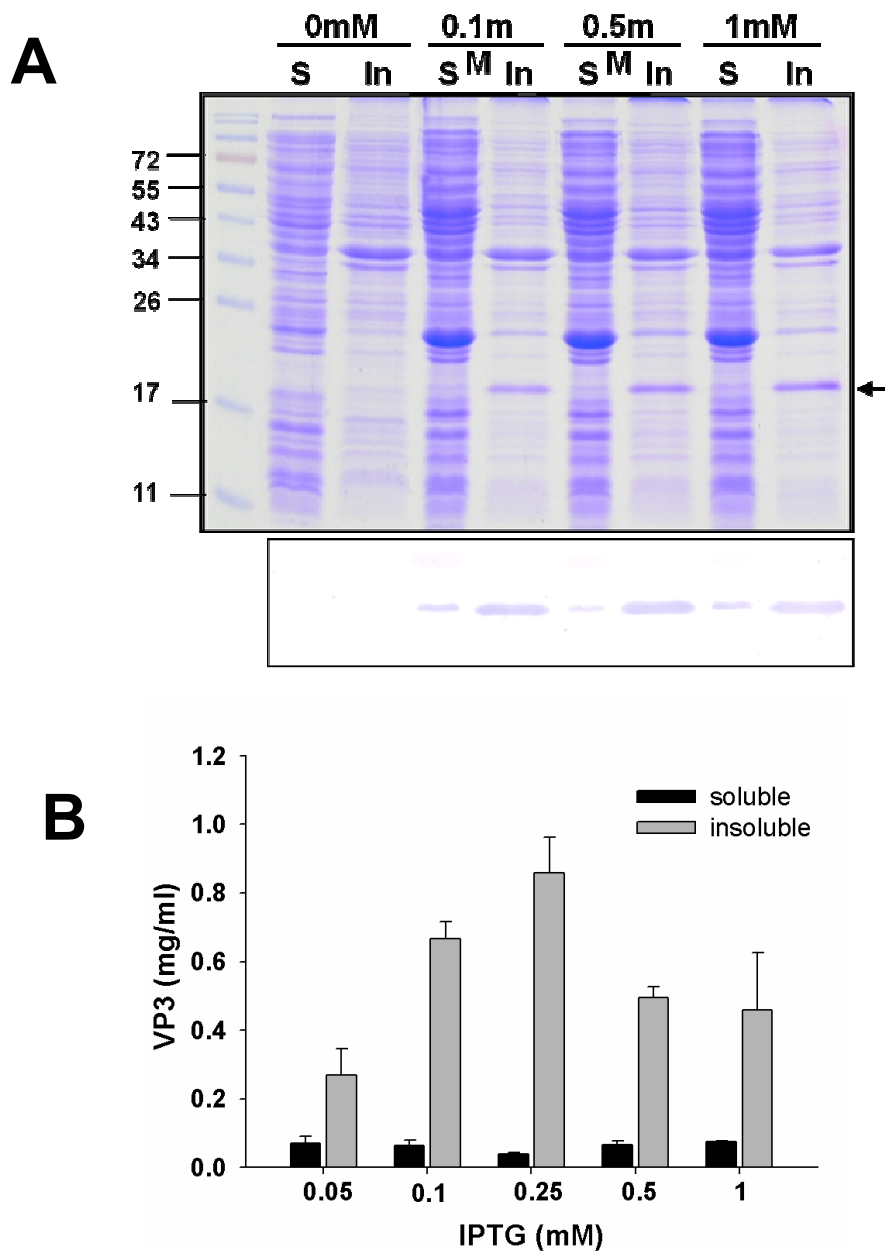 A
0mM 0.1m 0.5m 1mM
S In S M In S M In S In
72
55
43
34
26
17
11
B
1.2
1.0
0.8
0.6
0.4
0.2
0.0
VP3 (mg/ml)
soluble
insoluble
0.05 0.1 0.25 0.5 1
IPTG (mM)